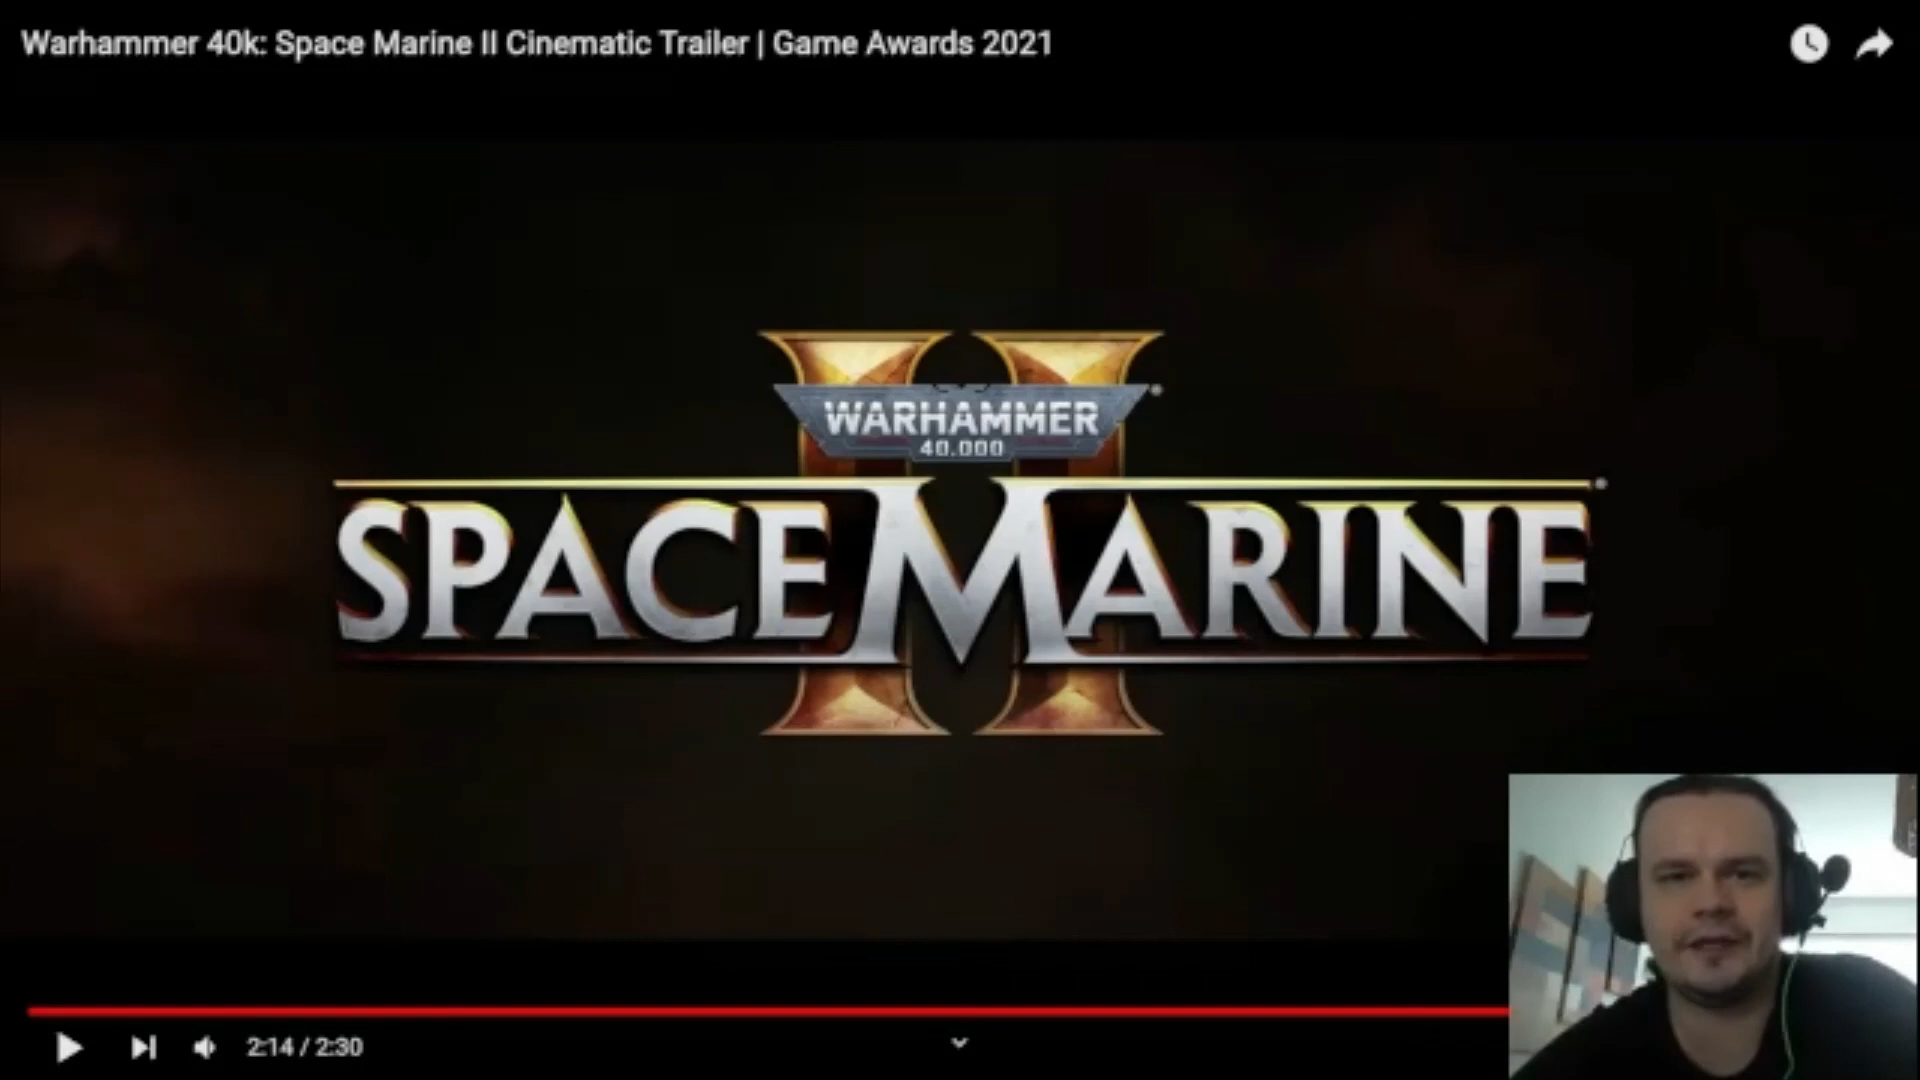 Warhammer 40k: Space Marine II Cinematic Trailer | Game Awards 2021
II
WARHAMMER
40.000
SPACE MARINE
2:14 / 2:30